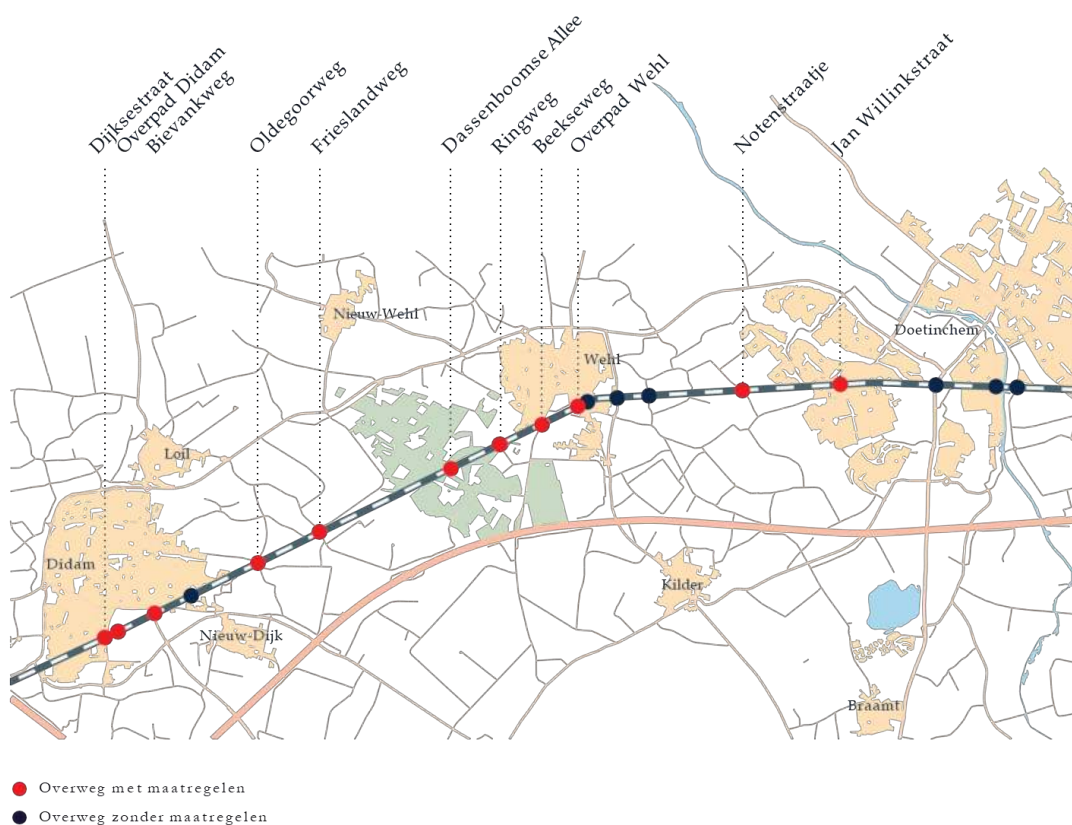 Dijksestraat
Overpad Didam
Bievankweg
Oldegoorweg
Frieslandweg
Dassenboomse Allee
Ringweg
Beekseweg
Overpad Wehl
Notenstraatje
Jan Willinkstraat
Nieuw-Wehl
Doetinchem
Wehl
Loil
Didam
Kilder
Nieuw-Dijk
Braamt
Overweg met maatregelen
Overweg zonder maatregelen